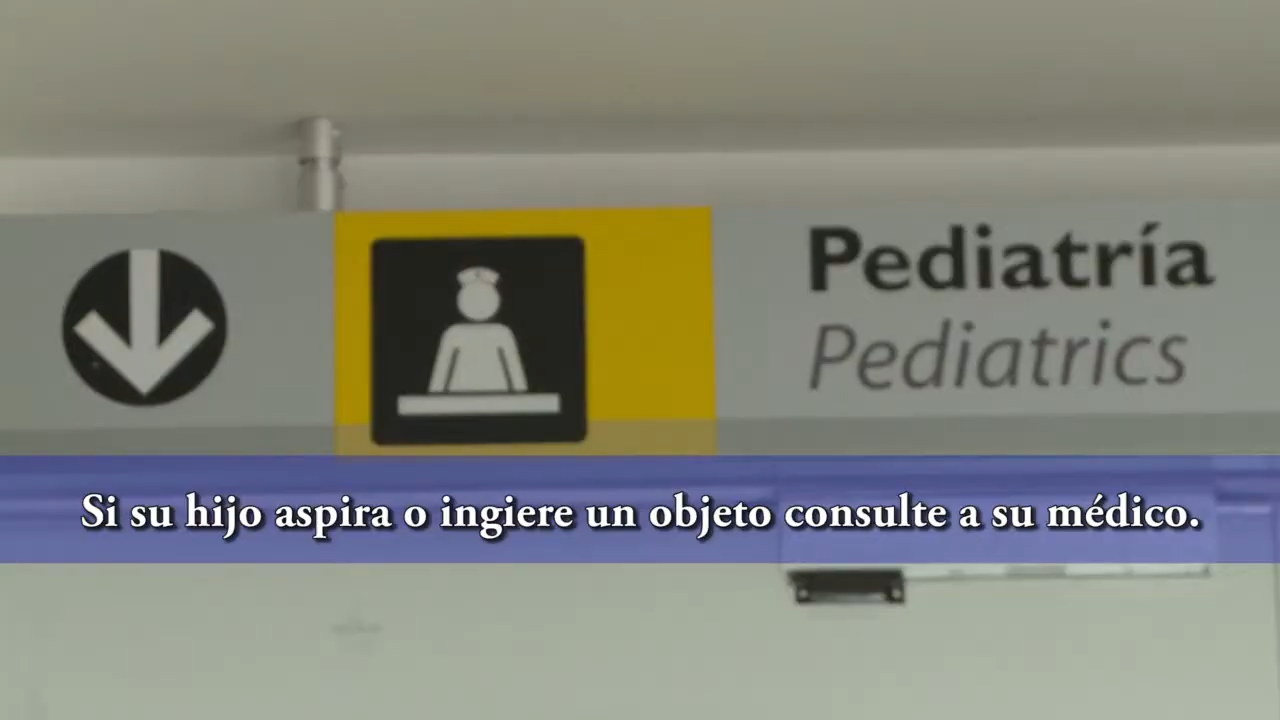 Pediatría
Pediatrics
Si su hijo aspira o ingiere un objeto consulte a su médico.